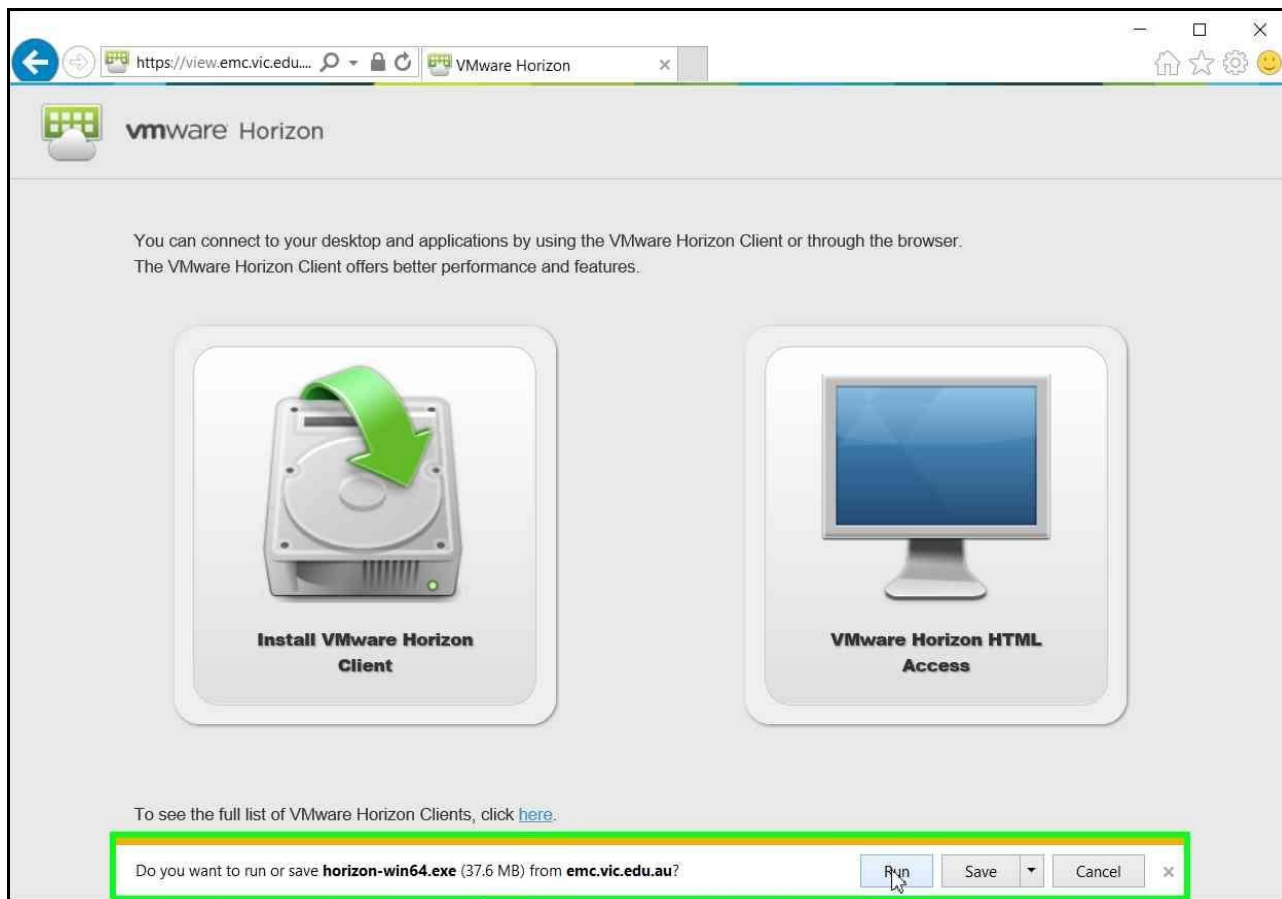 https://view.emc.vic.edu....
VMware Horizon
vmware Horizon
You can connect to your desktop and applications by using the VMware Horizon Client or through the browser.
The VMware Horizon Client offers better performance and features.
Install VMware Horizon
Client
VMware Horizon HTML
Access
To see the full list of VMware Horizon Clients, click here.
Do you want to run or save horizon-win64.exe (37.6 MB) from emc.vic.edu.au?
Run
Save
Cancel